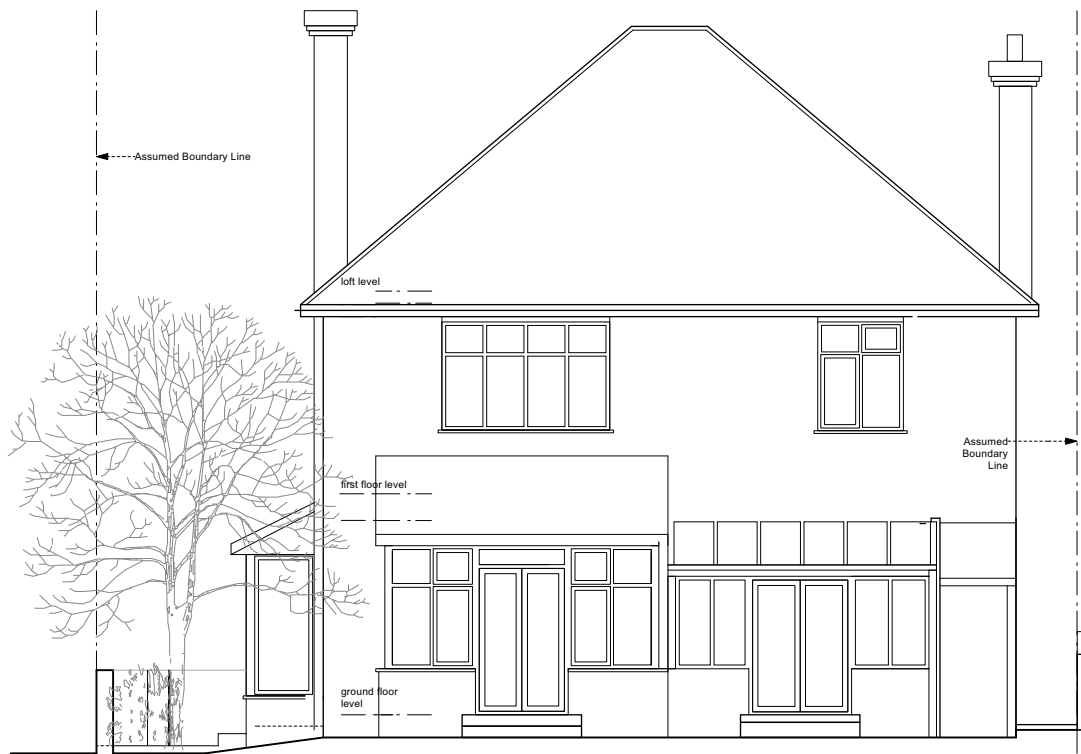 Assumed Boundary Line
loft level
Assumed
Boundary
Line
first floor level
ground floor
level